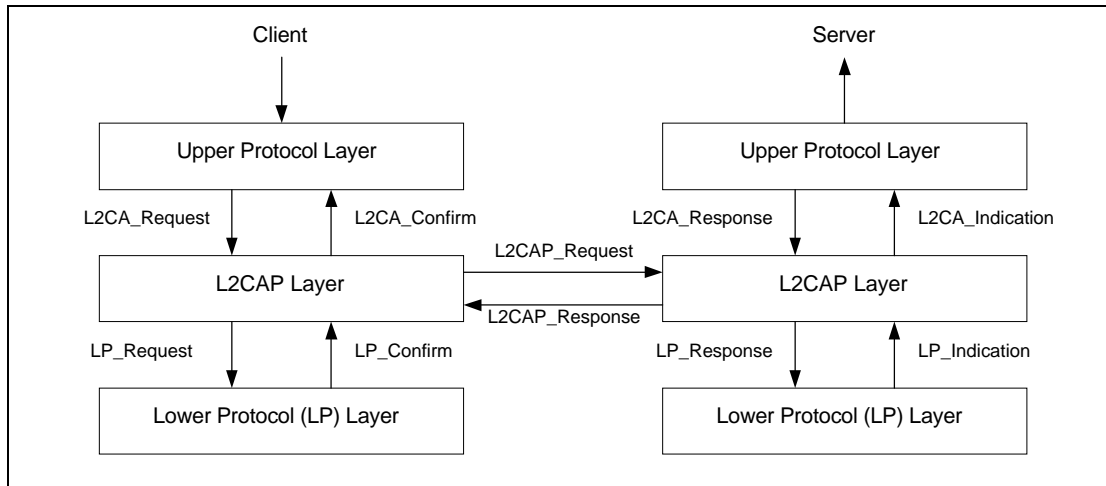 Client
Server
Upper Protocol Layer
Upper Protocol Layer
L2CA_Request
L2CA_Confirm
L2CA_Response
L2CA_Indication
L2CAP_Request
L2CAP Layer
L2CAP Layer
L2CAP_Response
LP_Request
LP_Confirm
LP_Response
LP_Indication
Lower Protocol (LP) Layer
Lower Protocol (LP) Layer